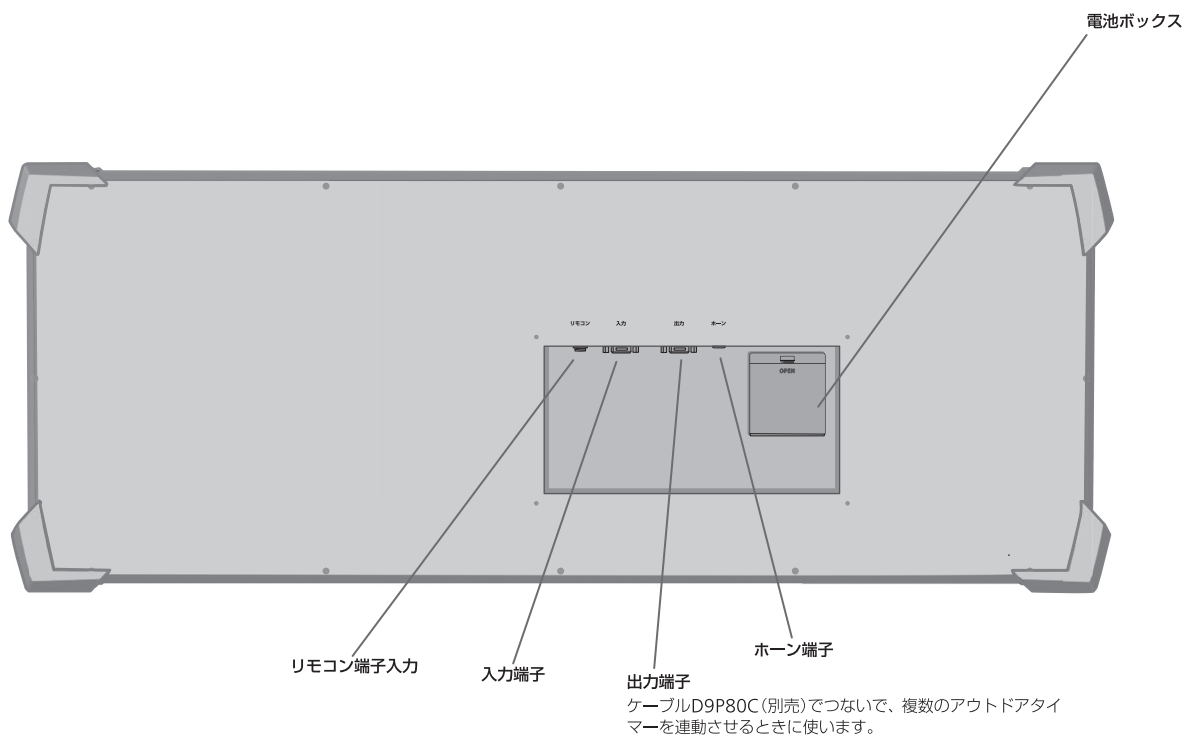 電池ボックス
リモコン
入力
出力
ホーン
OPEN
ホーン端子
リモコン端子入力
入力端子
出力端子
ケーブルD9P80C(別売)でつないで、複数のアウトドアタイ
マーを連動させるときに使います。